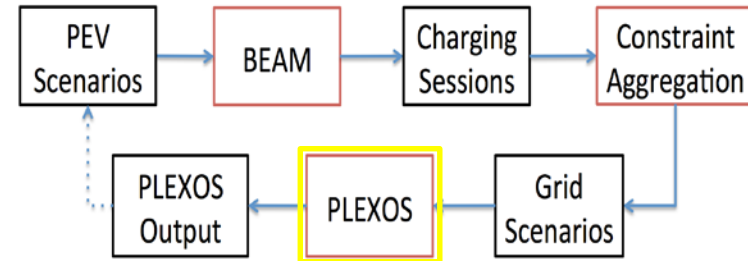 PEV
Scenarios
BEAM
Charging
Sessions
Constraint
Aggregation
PLEXOS
Output
PLEXOS
Grid
Scenarios